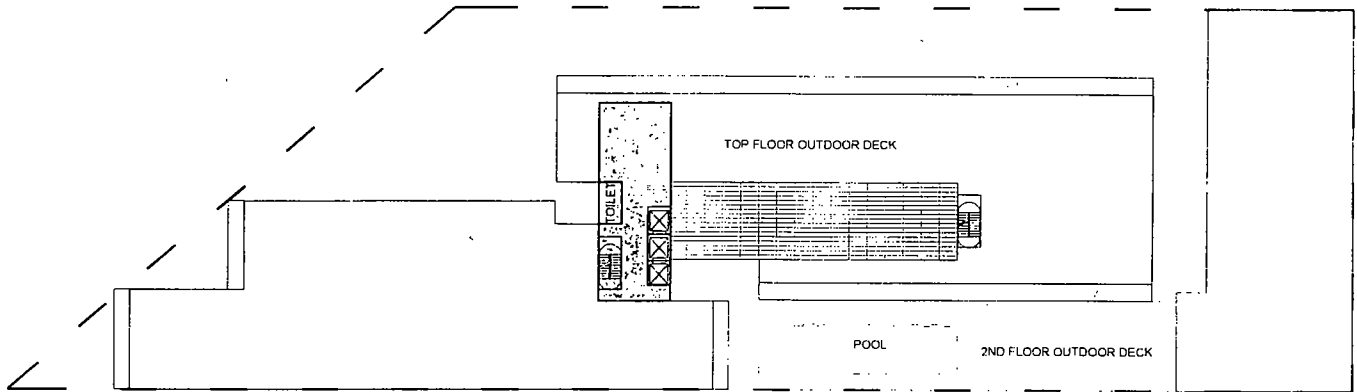 TOP FLOOR OUTDOOR DECK
TOILET
POOL
2ND FLOOR OUTDOOR DECK